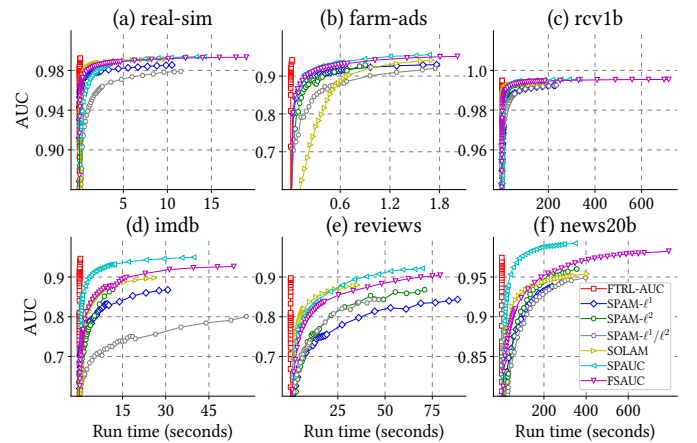 (a) real-sim
(b) farm-ads
(c) rcv1b
AUC
0.98
0.94
0.90
5
10
15
0.9
0.8
0.7
0.6
1.2
1.8
1.00
0.96
0.96
200
400
600
(d) imdb
(e) reviews
(f) news20b
AUC
0.9
0.8
0.7
15
30
45
Run time (seconds)
0.9
0.8
0.7
25
50
75
Run time (seconds)
0.95
0.90
0.85
200
400
600
Run time (seconds)
FTRL-AUC
SPAM-ℓ¹
SPAM-ℓ²
SPAM-ℓ¹/ℓ²
SOLAM
SPAUC
FSAUC